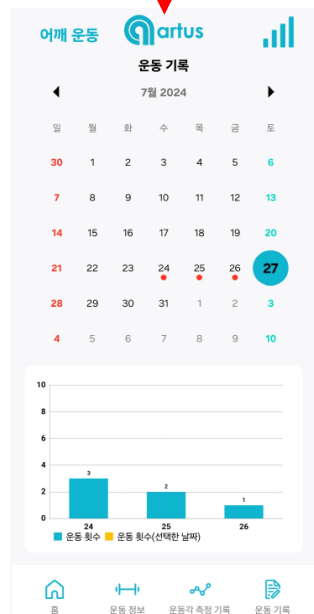 어깨 운동 artus
운동 기록
7월 2024
일 월 화 수 목 금 토
30 1 2 3 4 5 6
7 8 9 10 11 12 13
14 15 16 17 18 19 20
21 22 23 24 25 26 27
28 29 30 31 1 2 3
4 5 6 7 8 9 10
10
8
6
4
3
2
2
1
0
24 25 26
운동 횟수 운동 횟수(선택한 날짜)
홈 운동 정보 운동각 측정 기록 운동 기록